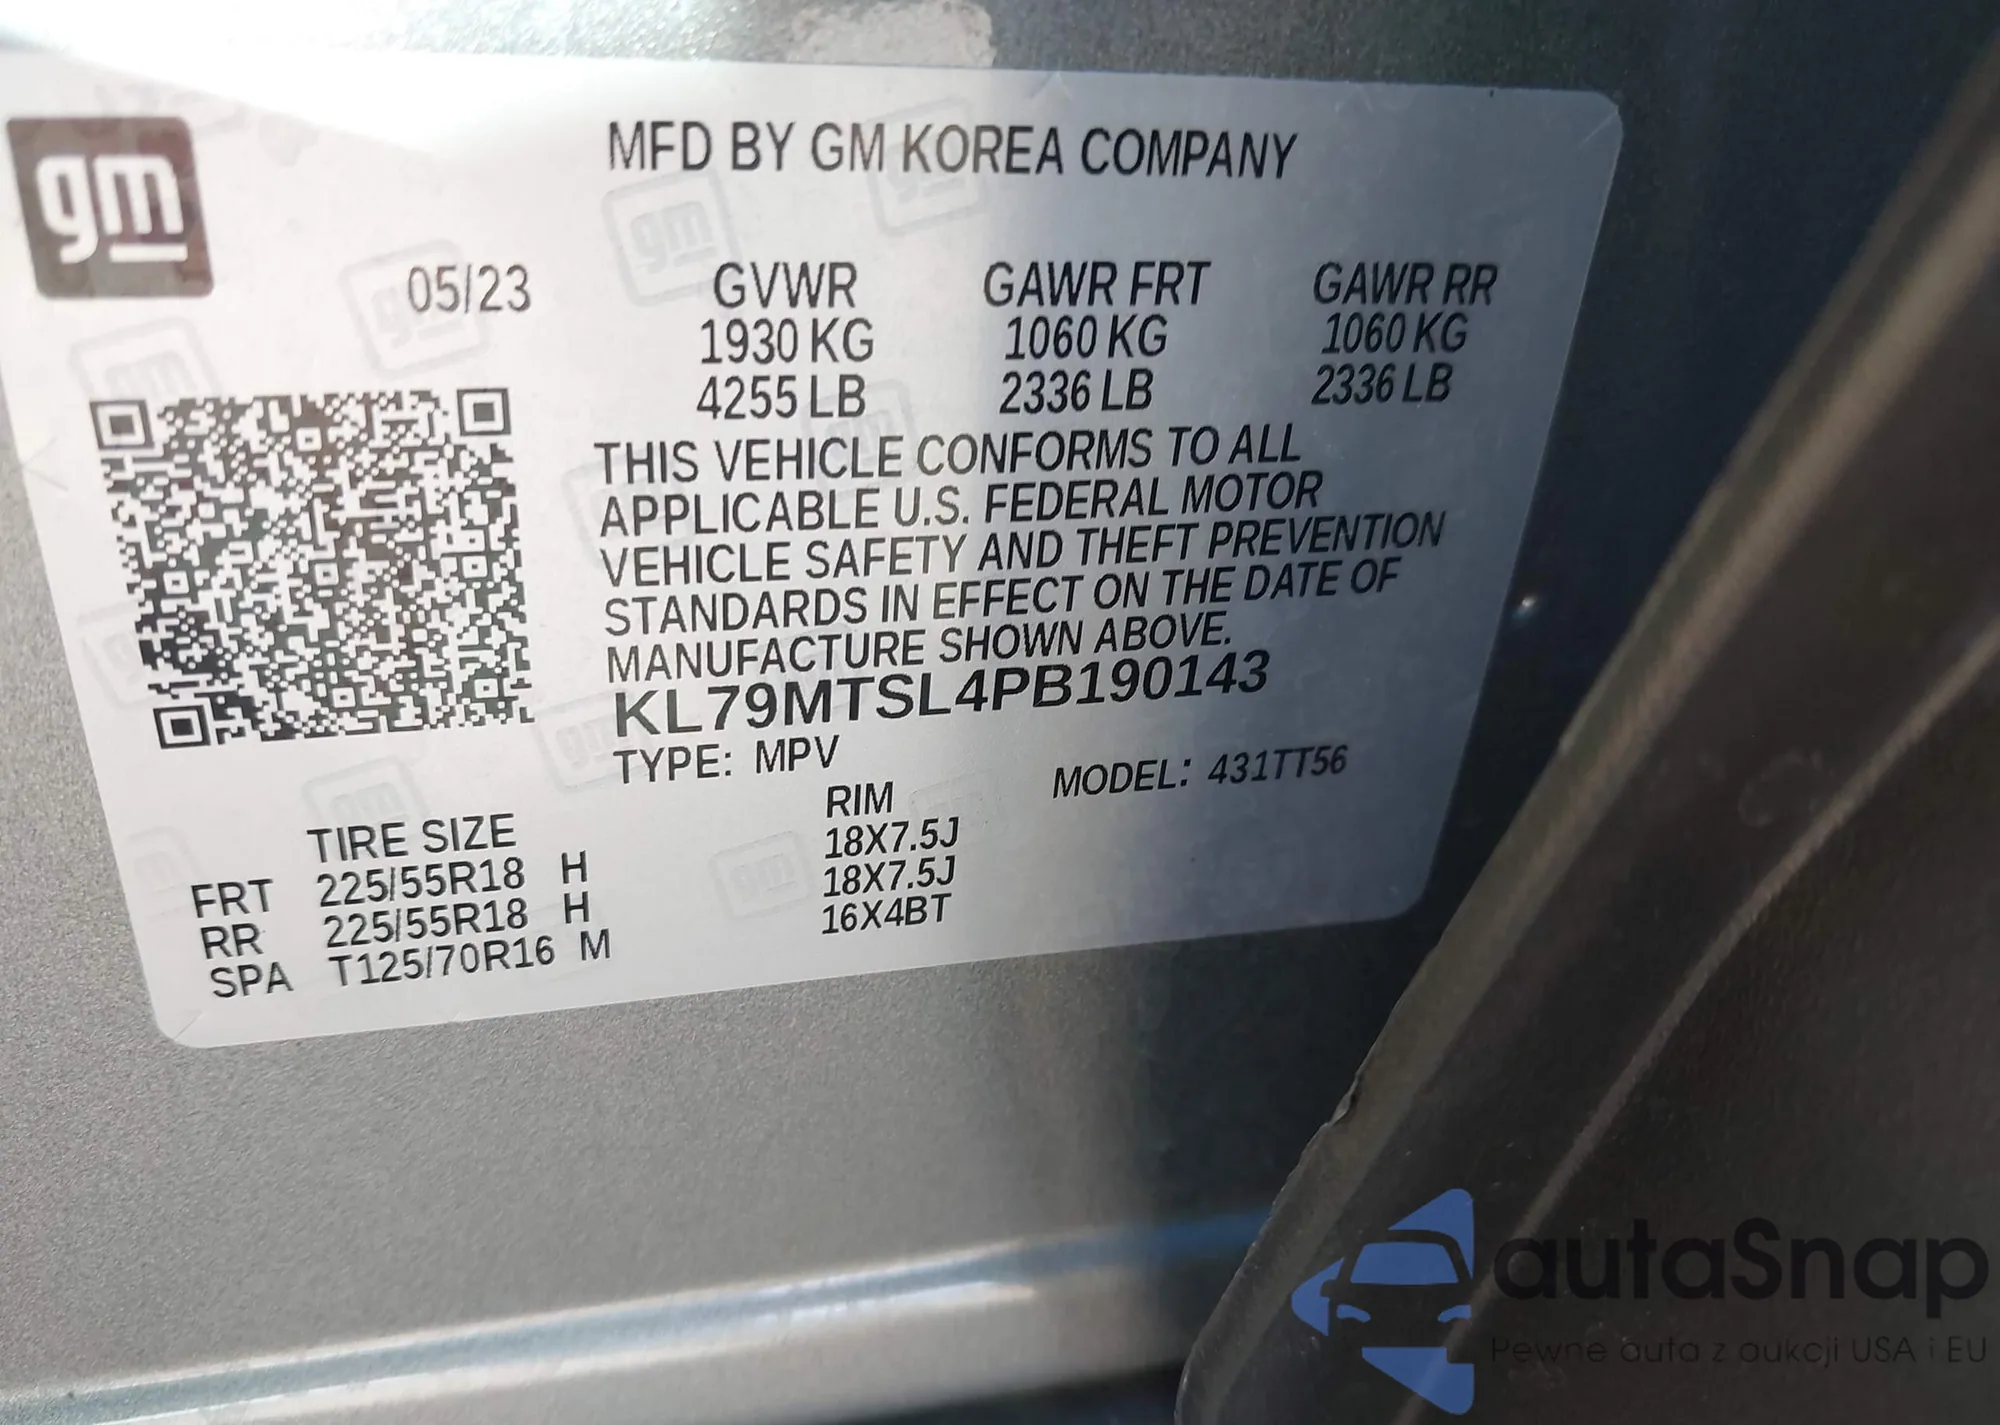 gm
MFD BY GM KOREA COMPANY
05/23 GVWR GAWR FRT GAWR RR
1930 KG 1060 KG 1060 KG
4255 LB 2336 LB 2336 LB
THIS VEHICLE CONFORMS TO ALL
APPLICABLE U.S. FEDERAL MOTOR
VEHICLE SAFETY AND THEFT PREVENTION
STANDARDS IN EFFECT ON THE DATE OF
MANUFACTURE SHOWN ABOVE.
KL79MTSL4PB190143
TYPE: MPV MODEL: 431TT56
TIRE SIZE RIM
FRT 225/55R18 H 18X7.5J
RR 225/55R18 H 18X7.5J
SPA T125/70R16 M 16X4BT
autaSnap
Pewne auta z aukcji USA i EU